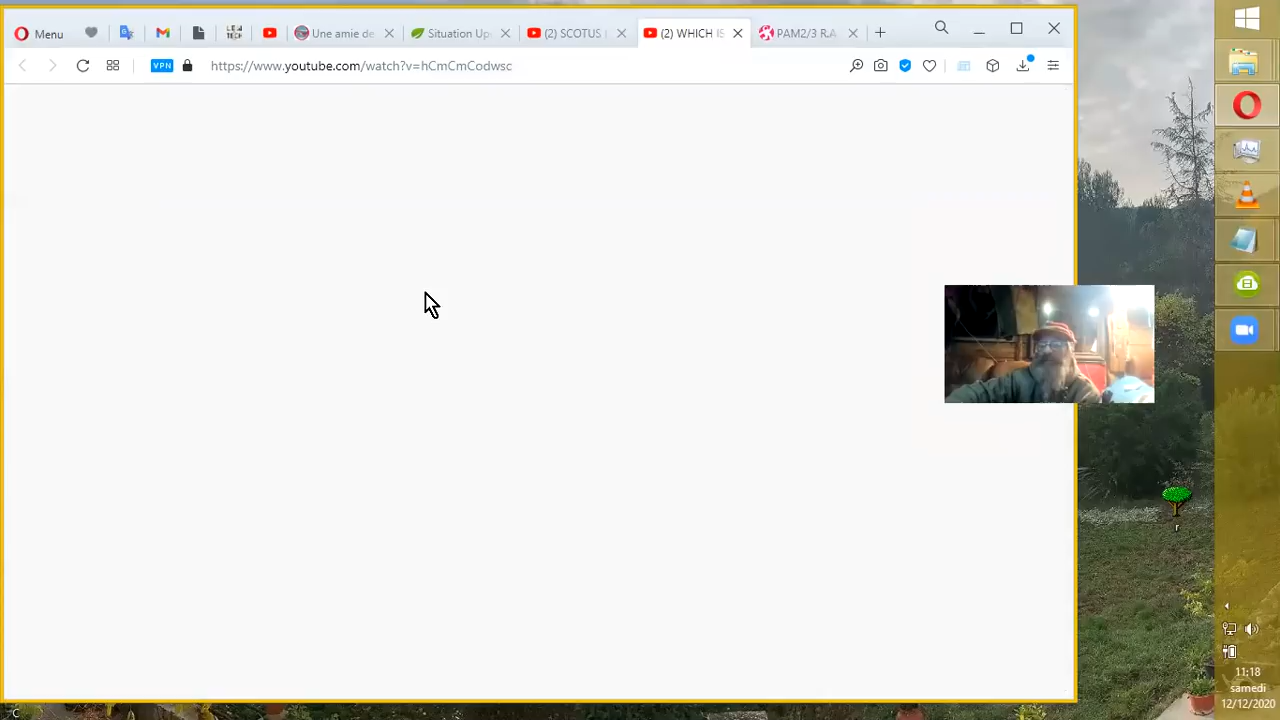 Menu
Une amie de
Situation Up
(2) SCOTUS
(2) WHICH IS
PAM2/3 R.A
VPN
https://www.youtube.com/watch?v=hCmCmCodwsc
r
C
11:18
samedi
12/12/2020